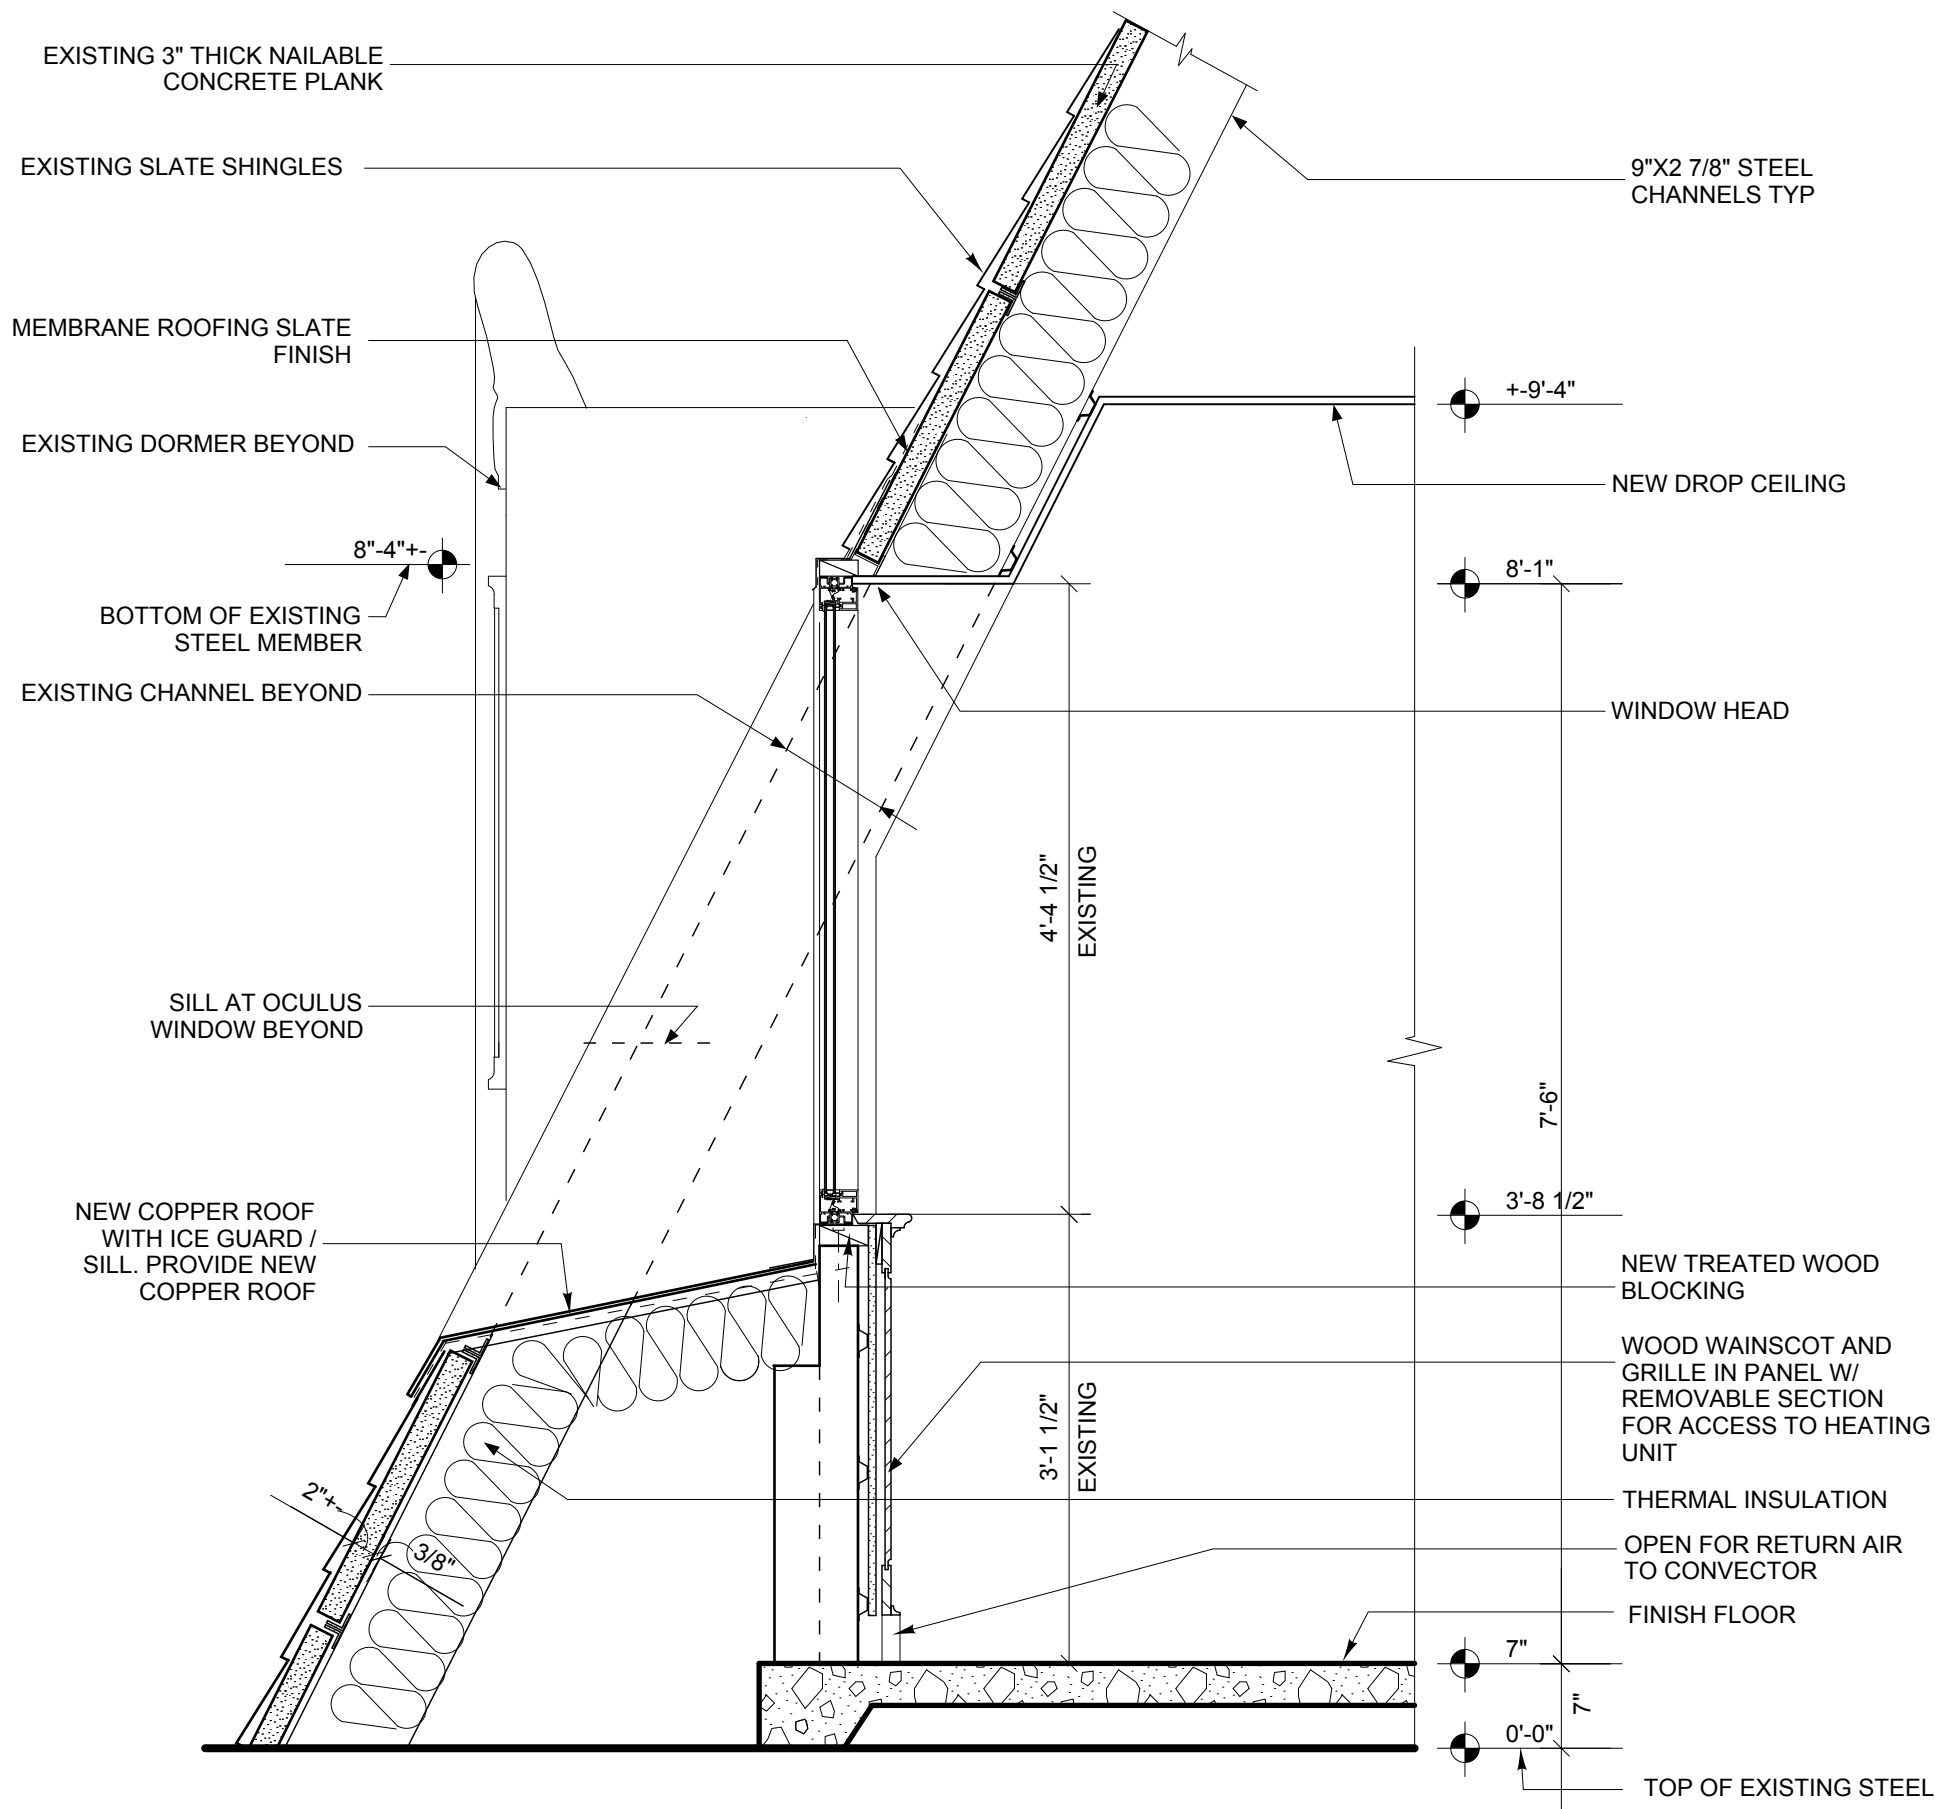 EXISTING 3" THICK NAILABLE
CONCRETE PLANK
EXISTING SLATE SHINGLES
MEMBRANE ROOFING SLATE
FINISH
EXISTING DORMER BEYOND
8"-4"+-
BOTTOM OF EXISTING
STEEL MEMBER
EXISTING CHANNEL BEYOND
SILL AT OCULUS
WINDOW BEYOND
NEW COPPER ROOF
WITH ICE GUARD /
SILL. PROVIDE NEW
COPPER ROOF
2"+-
3/8"
4'-4 1/2"
EXISTING
3'-1 1/2"
EXISTING
9"X2 7/8" STEEL
CHANNELS TYP
+-9'-4"
NEW DROP CEILING
8'-1"
WINDOW HEAD
7'-6"
3'-8 1/2"
NEW TREATED WOOD
BLOCKING
WOOD WAINSCOT AND
GRILLE IN PANEL W/
REMOVABLE SECTION
FOR ACCESS TO HEATING
UNIT
THERMAL INSULATION
OPEN FOR RETURN AIR
TO CONVECTOR
FINISH FLOOR
7"
7"
0'-0"
TOP OF EXISTING STEEL